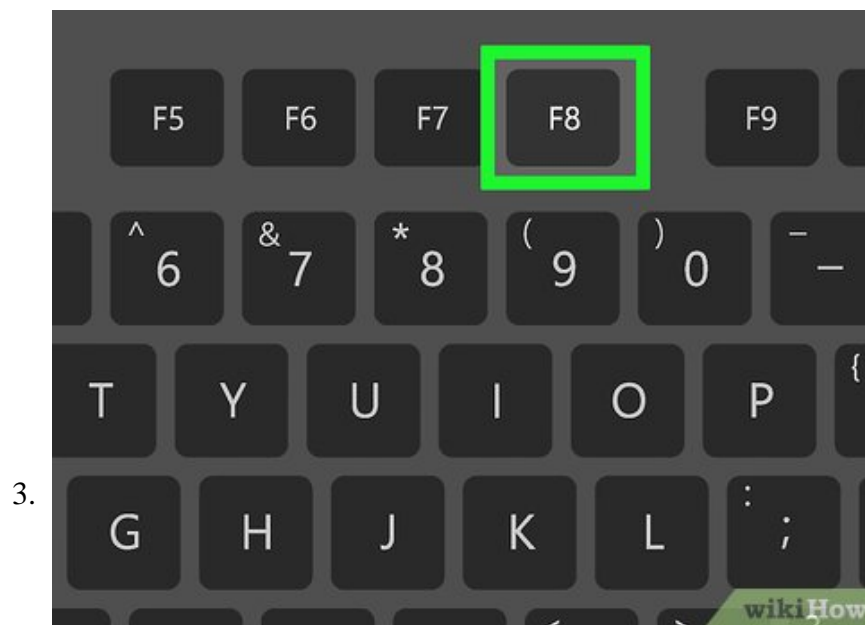 F5 F6 F7 F8 F9
^ & * ( ) _
6 7 8 9 0 –
T Y U I O P {
3.
G H J K L : ;
< >
wikiHow